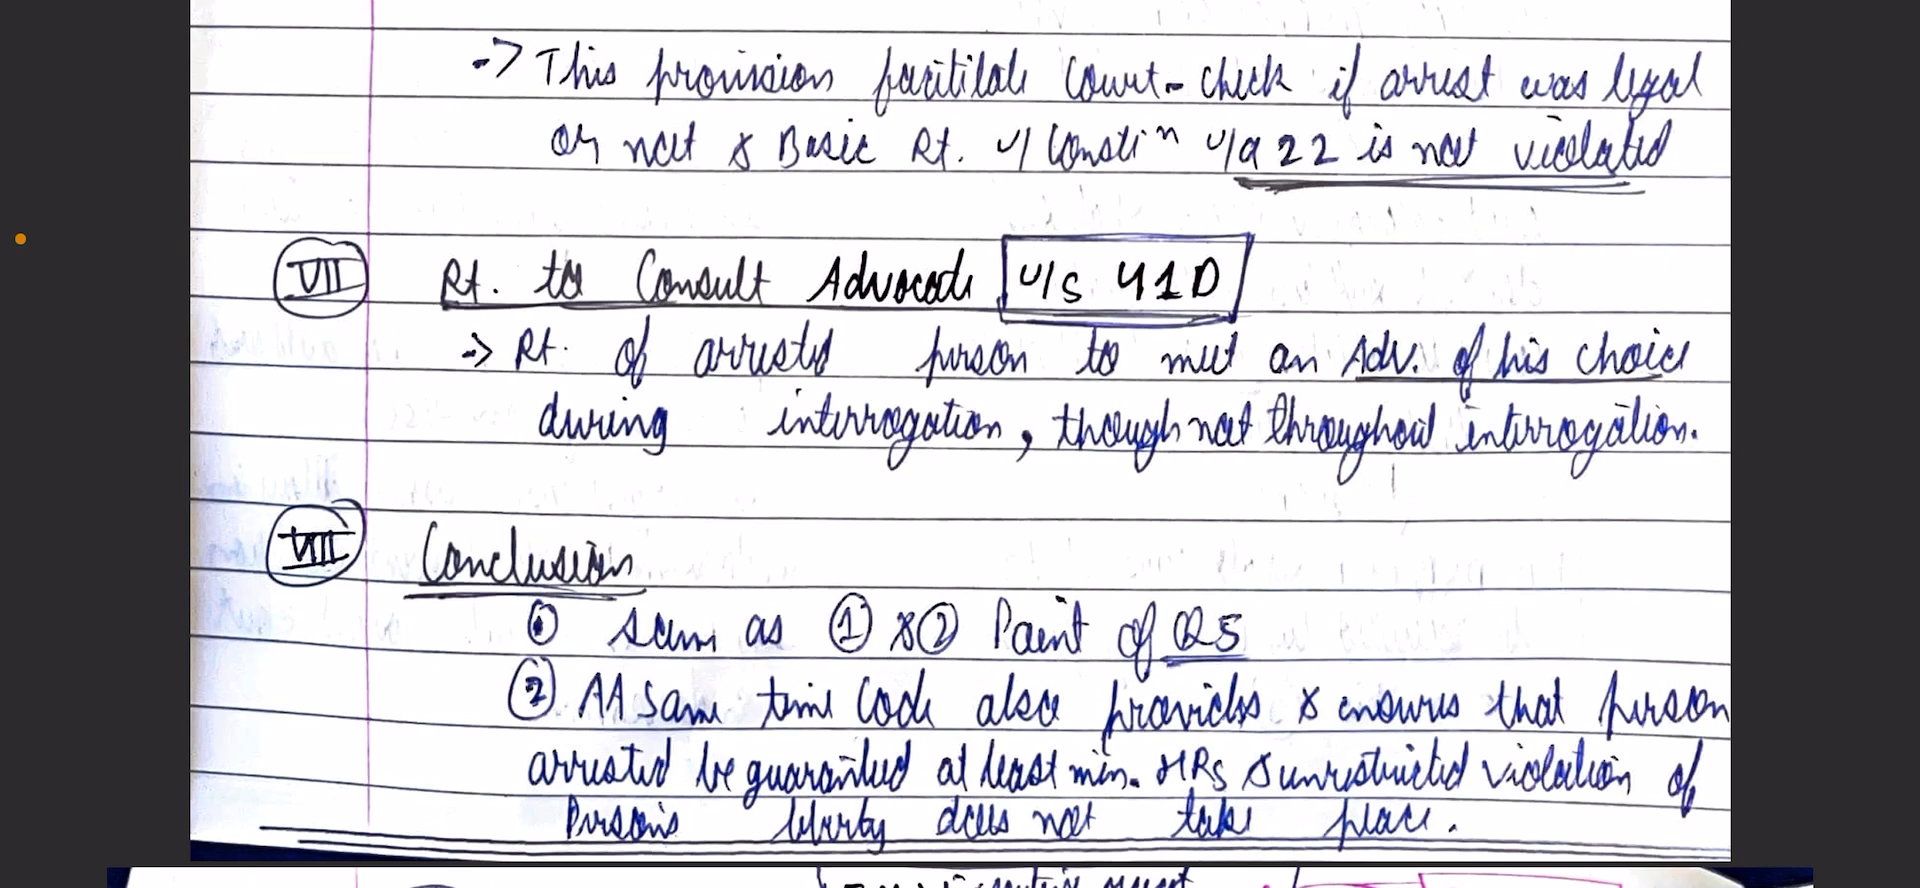 -> This provision facitilate Court - check if arrest was legal
or not & Basic Rt. u/ Constiⁿ u/a 22 is not violated
VII Rt. to Consult Advocate u/s 41D
-> Rt. of arrested person to meet an Adv. of his choice
during interrogation, though not throughout interrogation.
VIII Conclusion
① same as ① & ② Point of Q5
② At same time Code also provides & ensures that person
arrested be guaranteed at least min. HRs & unrestricted violation of
Person's liberty does not take place.